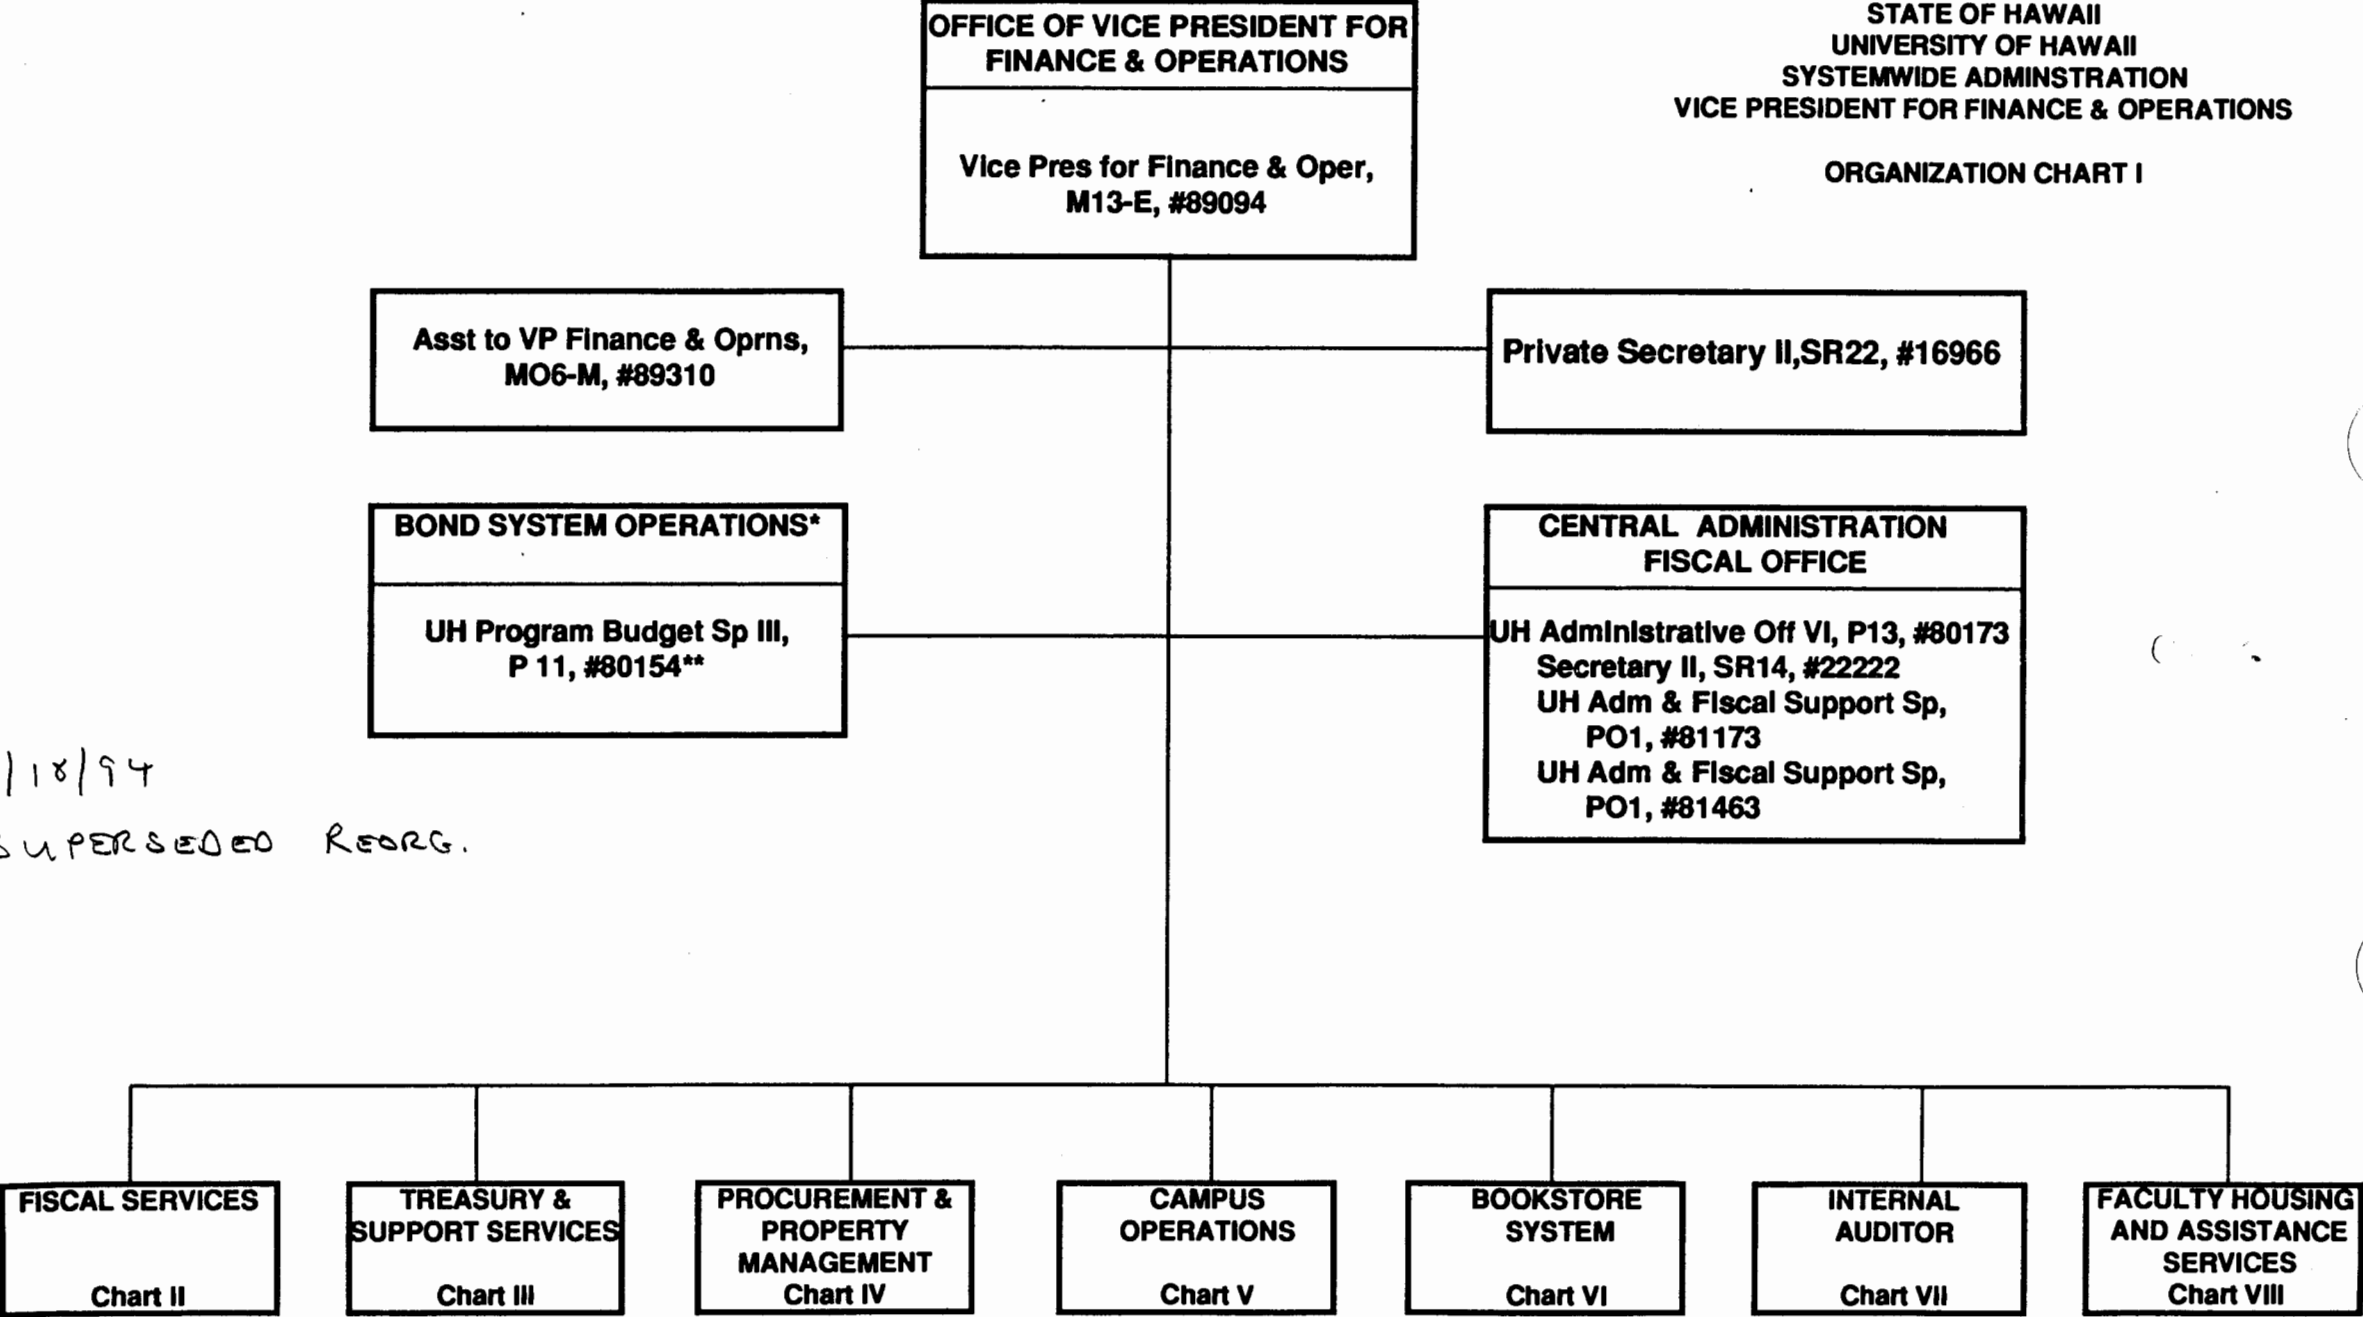 OFFICE OF VICE PRESIDENT FOR
FINANCE & OPERATIONS
Vice Pres for Finance & Oper,
M13-E, #89094
STATE OF HAWAII
UNIVERSITY OF HAWAII
SYSTEMWIDE ADMINSTRATION
VICE PRESIDENT FOR FINANCE & OPERATIONS
ORGANIZATION CHART I
Asst to VP Finance & Oprns,
MO6-M, #89310
Private Secretary II,SR22, #16966
BOND SYSTEM OPERATIONS*
UH Program Budget Sp III,
P 11, #80154**
CENTRAL ADMINISTRATION
FISCAL OFFICE
UH Administrative Off VI, P13, #80173
Secretary II, SR14, #22222
UH Adm & Fiscal Support Sp,
PO1, #81173
UH Adm & Fiscal Support Sp,
PO1, #81463
/18/94
SUPERSEDED REORG.
FISCAL SERVICES
Chart II
TREASURY &
SUPPORT SERVICES
Chart III
PROCUREMENT &
PROPERTY
MANAGEMENT
Chart IV
CAMPUS
OPERATIONS
Chart V
BOOKSTORE
SYSTEM
Chart VI
INTERNAL
AUDITOR
Chart VII
FACULTY HOUSING
AND ASSISTANCE
SERVICES
Chart VIII